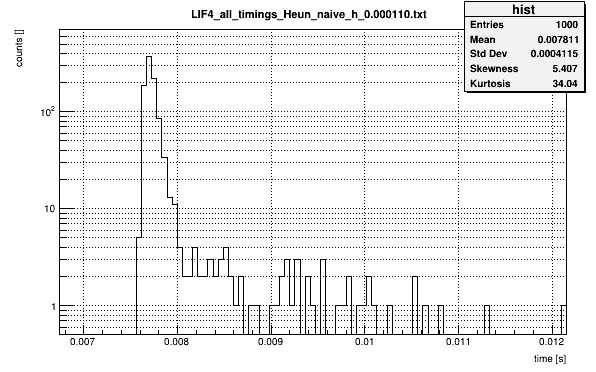 LIF4_all_timings_Heun_naive_h_0.000110.txt
hist
Entries 1000
Mean 0.007811
Std Dev 0.0004115
Skewness 5.407
Kurtosis 34.04
counts []
10²
10
1
0.007 0.008 0.009 0.01 0.011 0.012
time [s]